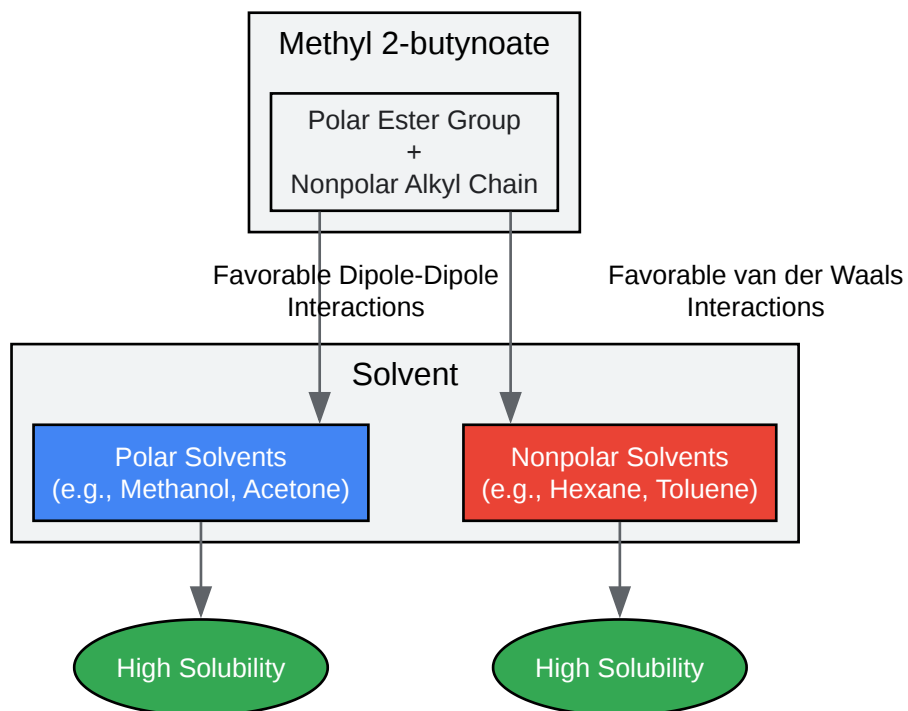 Methyl 2-butynoate
Polar Ester Group
+
Nonpolar Alkyl Chain
Favorable Dipole-Dipole
Interactions
Favorable van der Waals
Interactions
Solvent
Polar Solvents
(e.g., Methanol, Acetone)
Nonpolar Solvents
(e.g., Hexane, Toluene)
High Solubility
High Solubility